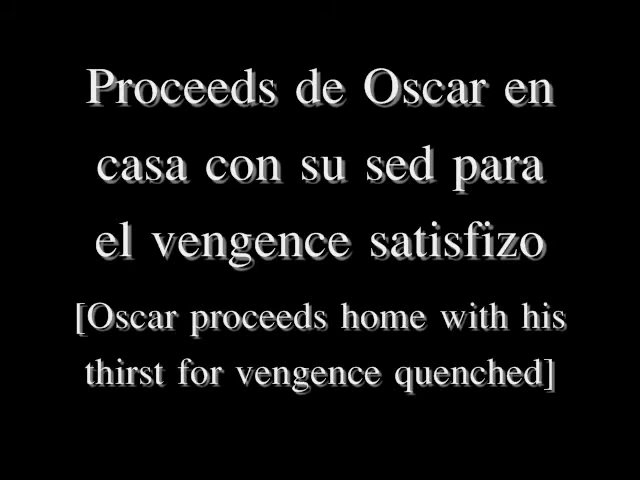 Proceeds de Oscar en
casa con su sed para
el vengence satisfizo
[Oscar proceeds home with his
thirst for vengence quenched]